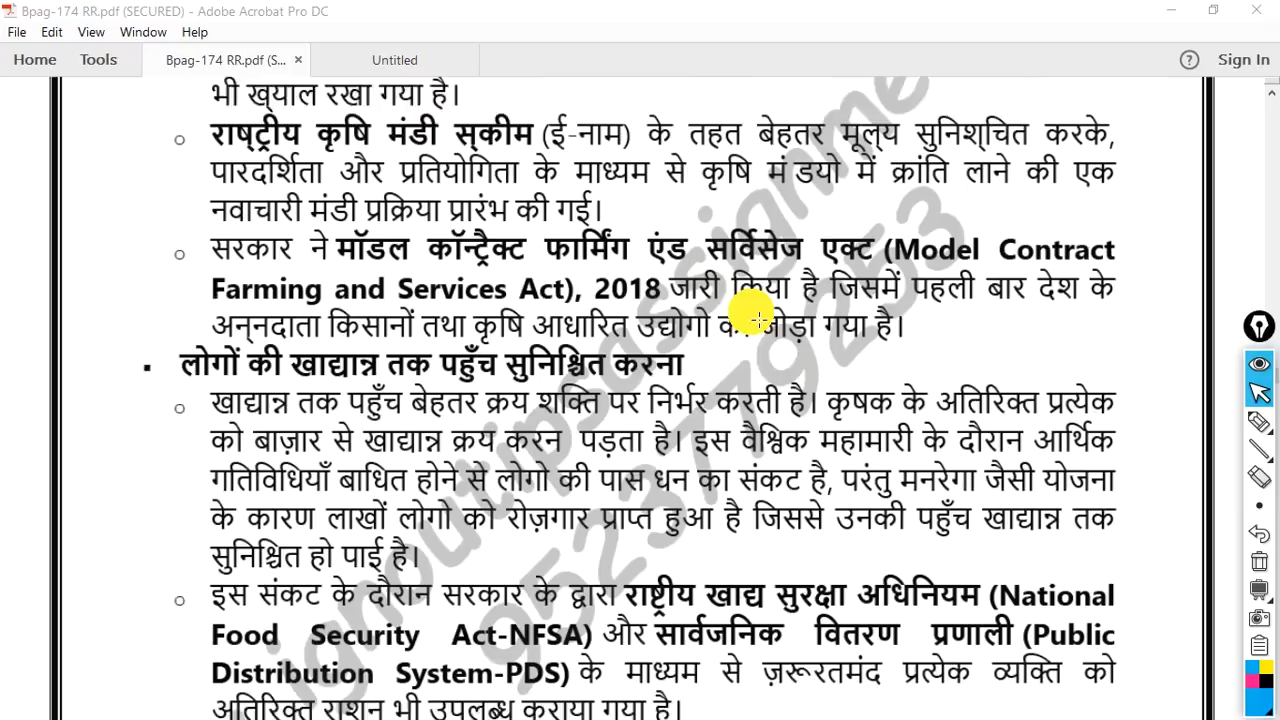 Bpag-174 RR.pdf (SECURED) - Adobe Acrobat Pro DC
File Edit View Window Help
Home Tools Bpag-174 RR.pdf (S... × Untitled Sign In
भी ख्याल रखा गया है।
राष्ट्रीय कृषि मंडी स्कीम (ई-नाम) के तहत बेहतर मूल्य सुनिश्चित करके,
पारदर्शिता और प्रतियोगिता के माध्यम से कृषि मं डयो में क्रांति लाने की एक
नवाचारी मंडी प्रक्रिया प्रारंभ की गई।
सरकार ने मॉडल कॉन्ट्रैक्ट फार्मिंग एंड सर्विसेज एक्ट (Model Contract
Farming and Services Act), 2018 जारी किया है जिसमें पहली बार देश के
अन्नदाता किसानों तथा कृषि आधारित उद्योगो जोड़ा गया है।
लोगों की खाद्यान्न तक पहुँच सुनिश्चित करना
खाद्यान्न तक पहुँच बेहतर क्रय शक्ति पर निर्भर करती है। कृषक के अतिरिक्त प्रत्येक
को बाज़ार से खाद्यान्न क्रय करन पड़ता है। इस वैश्विक महामारी के दौरान आर्थिक
गतिविधियाँ बाधित होने से लोगो की पास धन का संकट है, परंतु मनरेगा जैसी योजना
के कारण लाखों लोगो को रोज़गार प्राप्त हुआ है जिससे उनकी पहुँच खाद्यान्न तक
सुनिश्चित हो पाई है।
इस संकट के दौरान सरकार के द्वारा राष्ट्रीय खाद्य सुरक्षा अधिनियम (National
Food Security Act-NFSA) और सार्वजनिक वितरण प्रणाली (Public
Distribution System-PDS) के माध्यम से ज़रूरतमंद प्रत्येक व्यक्ति को
अतिरिक्त राशन भी उपलब्ध कराया गया है।
ignoutipsassignme
9523779253